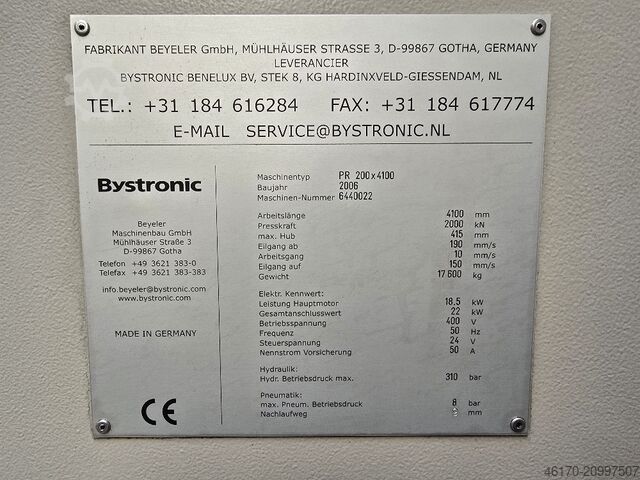 FABRIKANT BEYELER GmbH, MÜHLHÄUSER STRASSE 3, D-99867 GOTHA, GERMANY
LEVERANCIER
BYSTRONIC BENELUX BV, STEK 8, KG HARDINXVELD-GIESSENDAM, NL
TEL.: +31 184 616284 FAX: +31 184 617774
E-MAIL SERVICE@BYSTRONIC.NL
Bystronic
Beyeler
Maschinenbau GmbH
Mühlhäuser Straße 3
D-99867 Gotha
Telefon +49 3621 383-0
Telefax +49 3621 383-383
info.beyeler@bystronic.com
www.bystronic.com
MADE IN GERMANY
CE
Maschinentyp PR 200x4100
Baujahr 2006
Maschinen-Nummer 6440022
Arbeitslänge 4100 mm
Presskraft 2000 kN
max. Hub 415 mm
Eilgang ab 190 mm/s
Arbeitsgang 10 mm/s
Eilgang auf 150 mm/s
Gewicht 17 600 kg
Elektr. Kennwert:
Leistung Hauptmotor 18,5 kW
Gesamtanschlusswert 22 kW
Betriebsspannung 400 V
Frequenz 50 Hz
Steuerspannung 24 V
Nennstrom Vorsicherung 50 A
Hydraulik:
Hydr. Betriebsdruck max. 310 bar
Pneumatik:
max. Pneum. Betriebsdruck 8 bar
Nachlaufweg mm
46170-20997507